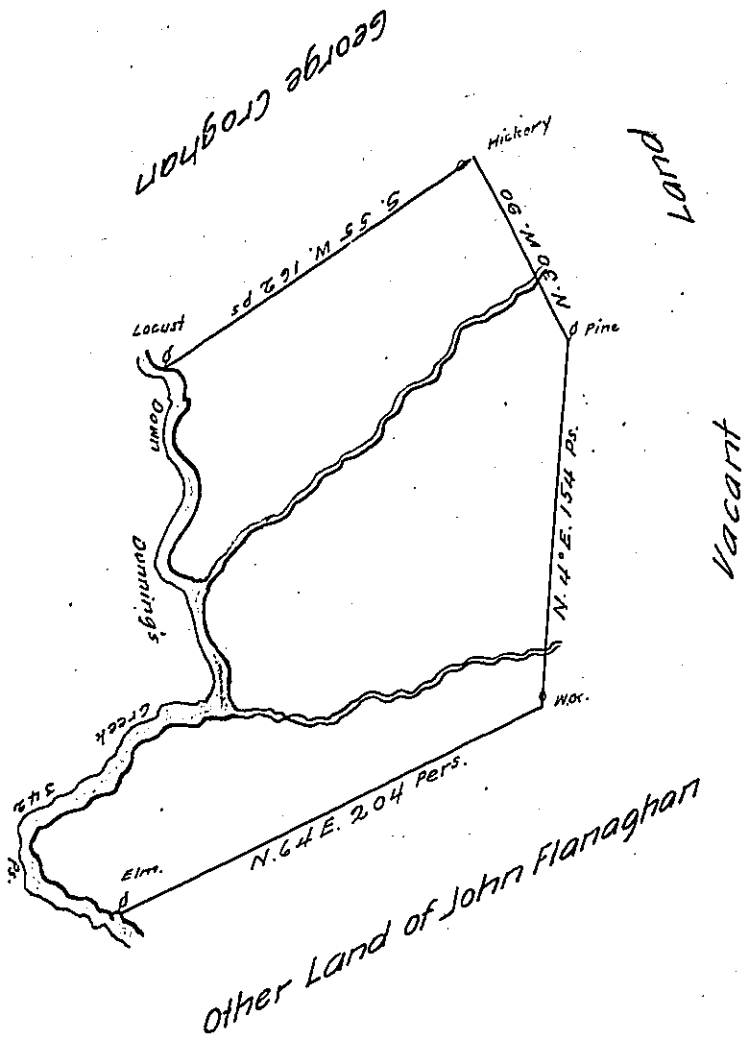 George Croghan
Hickory
Land
S. 55 W. 162 ps
N. 30 W. 90
Locust
Pine
Down
Dunning's
Creek
342
Ps.
N. 4° E. 154 Ps.
Vacant
W.Oc.
N. 64 E. 204 Pers.
Elm.
Other Land of John Flanaghan